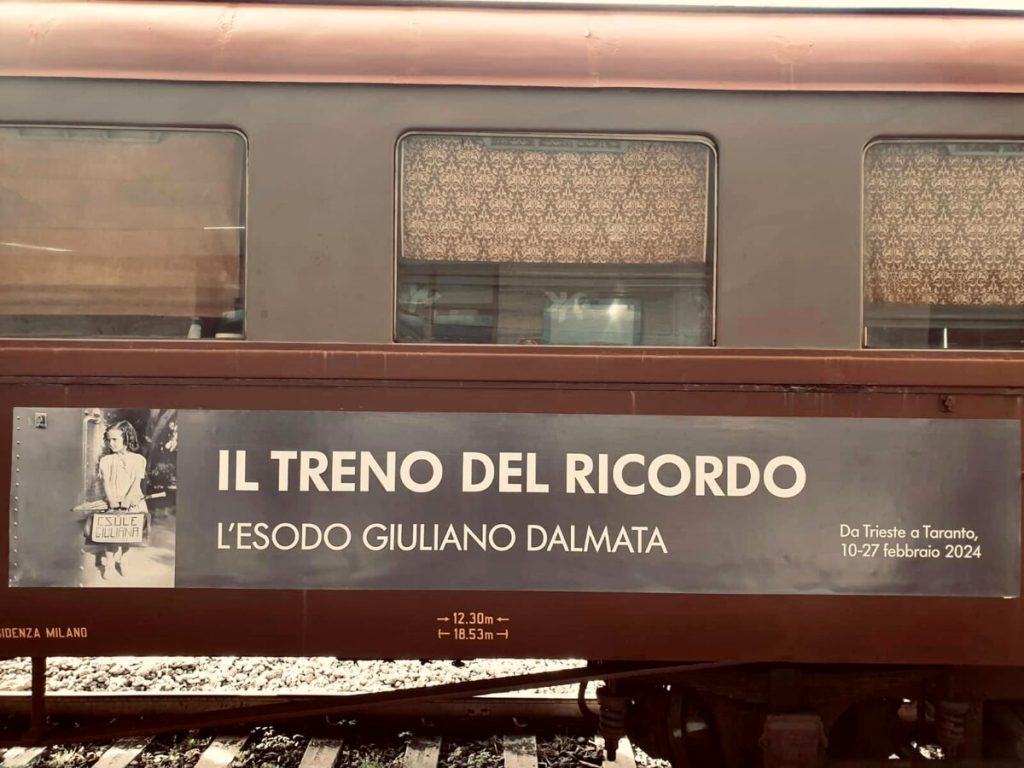 IL TRENO DEL RICORDO
L'ESODO GIULIANO DALMATA
Da Trieste a Taranto,
10-27 febbraio 2024
ESULE
GIULIANA
12.30m
18.53m
MILANO